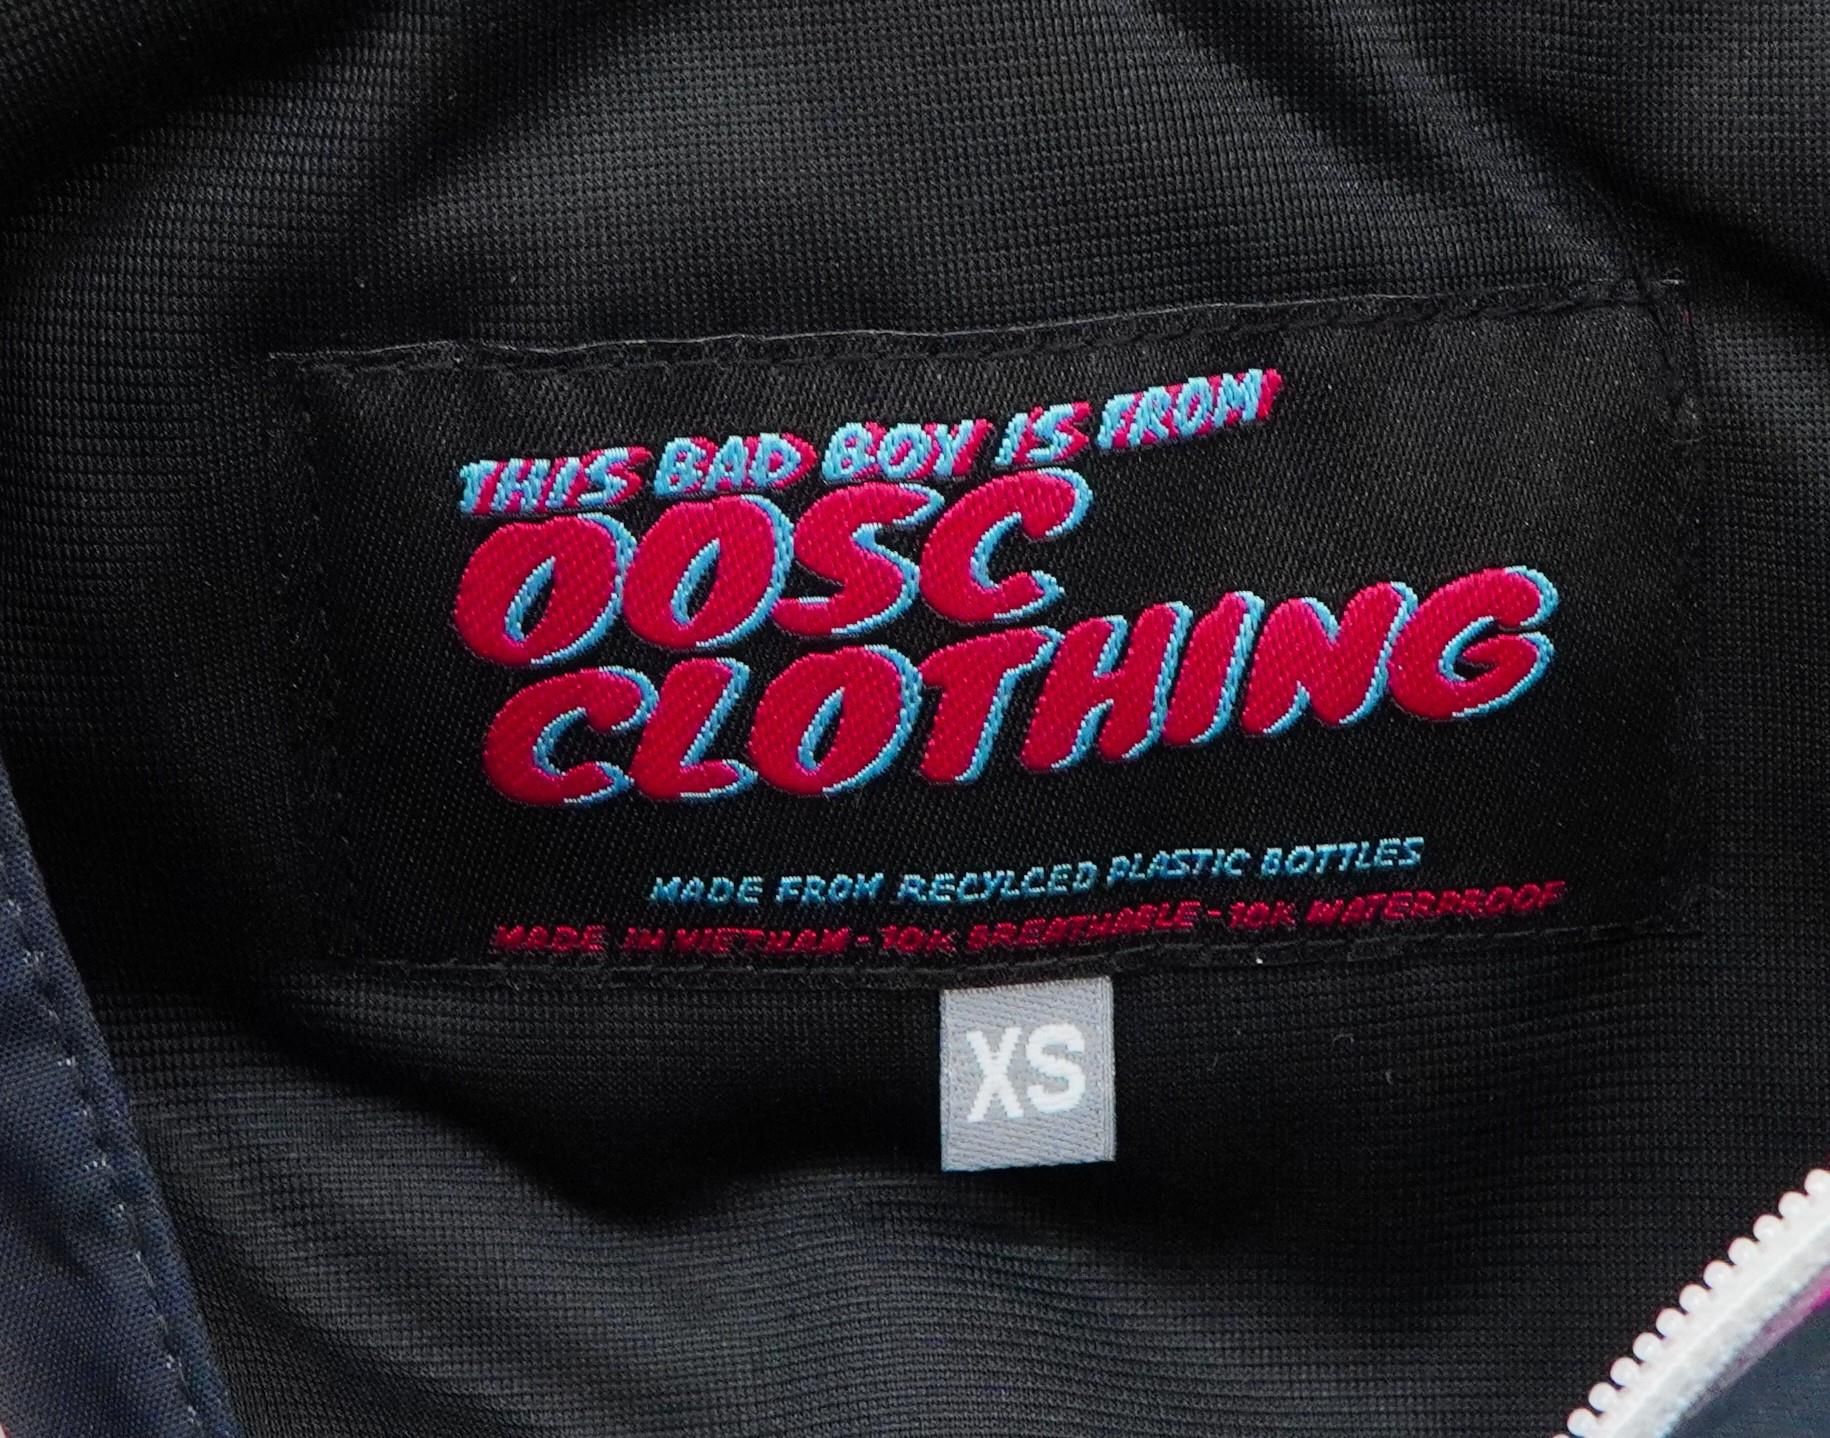 THIS BAD BOY IS FROM
OOSC
CLOTHING
MADE FROM RECYLCED PLASTIC BOTTLES
MADE IN VIETNAM - 10K BREATHABLE - 10K WATERPROOF
XS